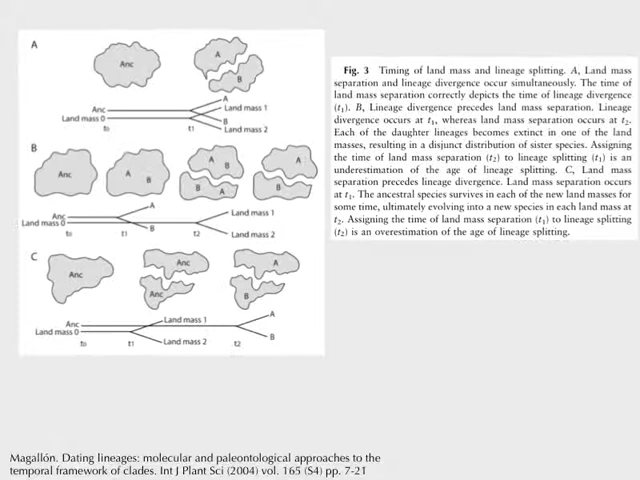 A
Anc
A
B
Anc
Land mass 0
A
Land mass 1
B
Land mass 2
t0
t1
B
Anc
A
B
A
B
B
A
A
B
Anc
Land mass 0
A
B
Land mass 1
Land mass 2
t0
t1
t2
C
Anc
Anc
Anc
A
B
Anc
Land mass 0
Land mass 1
Land mass 2
A
B
t0
t1
t2
Fig. 3 Timing of land mass and lineage splitting. A, Land mass
separation and lineage divergence occur simultaneously. The time of
land mass separation correctly depicts the time of lineage divergence
(t1). B, Lineage divergence precedes land mass separation. Lineage
divergence occurs at t1, whereas land mass separation occurs at t2.
Each of the daughter lineages becomes extinct in one of the land
masses, resulting in a disjunct distribution of sister species. Assigning
the time of land mass separation (t2) to lineage splitting (t1) is an
underestimation of the age of lineage splitting. C, Land mass
separation precedes lineage divergence. Land mass separation occurs
at t1. The ancestral species survives in each of the new land masses for
some time, ultimately evolving into a new species in each land mass at
t2. Assigning the time of land mass separation (t1) to lineage splitting
(t2) is an overestimation of the age of lineage splitting.
Magallón. Dating lineages: molecular and paleontological approaches to the
temporal framework of clades. Int J Plant Sci (2004) vol. 165 (S4) pp. 7-21